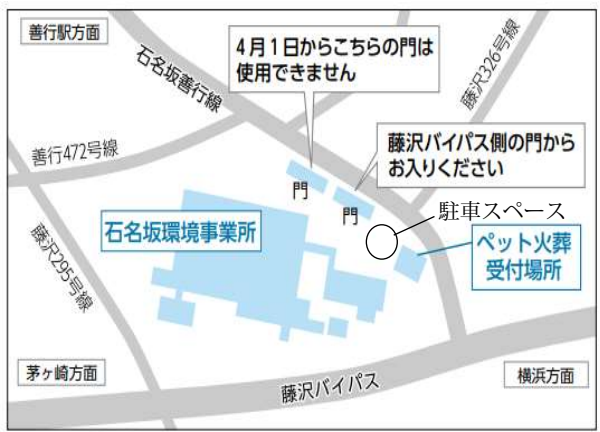 善行駅方面
石名坂善行線
4月1日からこちらの門は
使用できません
藤沢326号線
善行472号線
藤沢バイパス側の門から
お入りください
門
門
駐車スペース
石名坂環境事業所
ペット火葬
受付場所
藤沢295号線
茅ヶ崎方面
藤沢バイパス
横浜方面